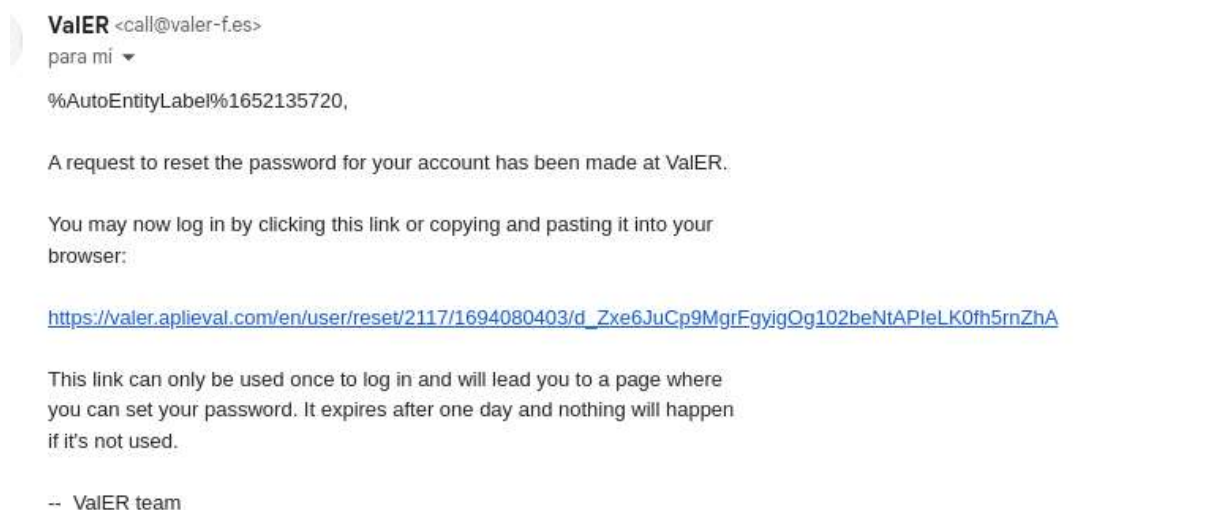 ValER <call@valer-f.es>
para mí
%AutoEntityLabel%1652135720,
A request to reset the password for your account has been made at ValER.
You may now log in by clicking this link or copying and pasting it into your
browser:
https://valer.aplieval.com/en/user/reset/2117/1694080403/d_Zxe6JuCp9MgrFgyigOg102beNtAPIeLK0fh5rnZhA
This link can only be used once to log in and will lead you to a page where
you can set your password. It expires after one day and nothing will happen
if it's not used.
-- ValER team